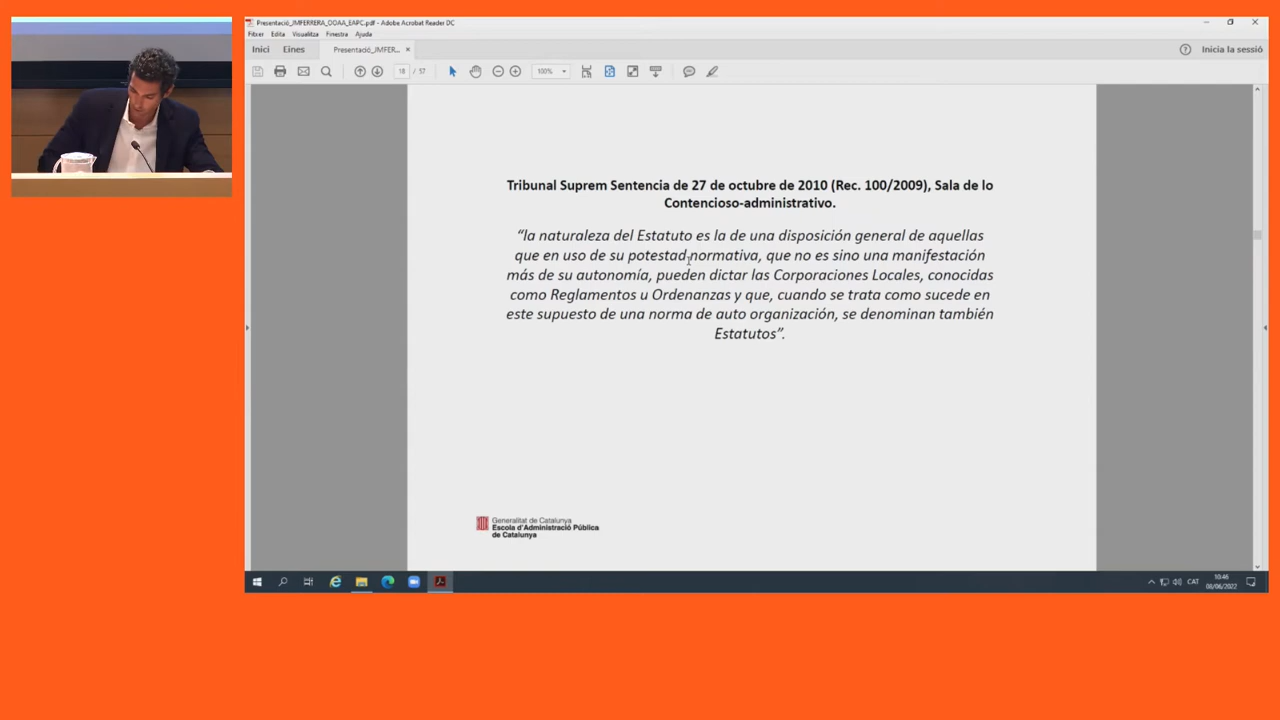 Presentació_JMFERRERA_OOAA_EAPC.pdf - Adobe Acrobat Reader DC
Fitxer Edita Visualitza Finestra Ajuda
Inici Eines Presentació_JMFER... × Inicia la sessió
18 / 57 100%
Tribunal Suprem Sentencia de 27 de octubre de 2010 (Rec. 100/2009), Sala de lo
Contencioso-administrativo.
“la naturaleza del Estatuto es la de una disposición general de aquellas
que en uso de su potestad normativa, que no es sino una manifestación
más de su autonomía, pueden dictar las Corporaciones Locales, conocidas
como Reglamentos u Ordenanzas y que, cuando se trata como sucede en
este supuesto de una norma de auto organización, se denominan también
Estatutos”.
Generalitat de Catalunya
Escola d'Administració Pública
de Catalunya
CAT
10:46
08/06/2022